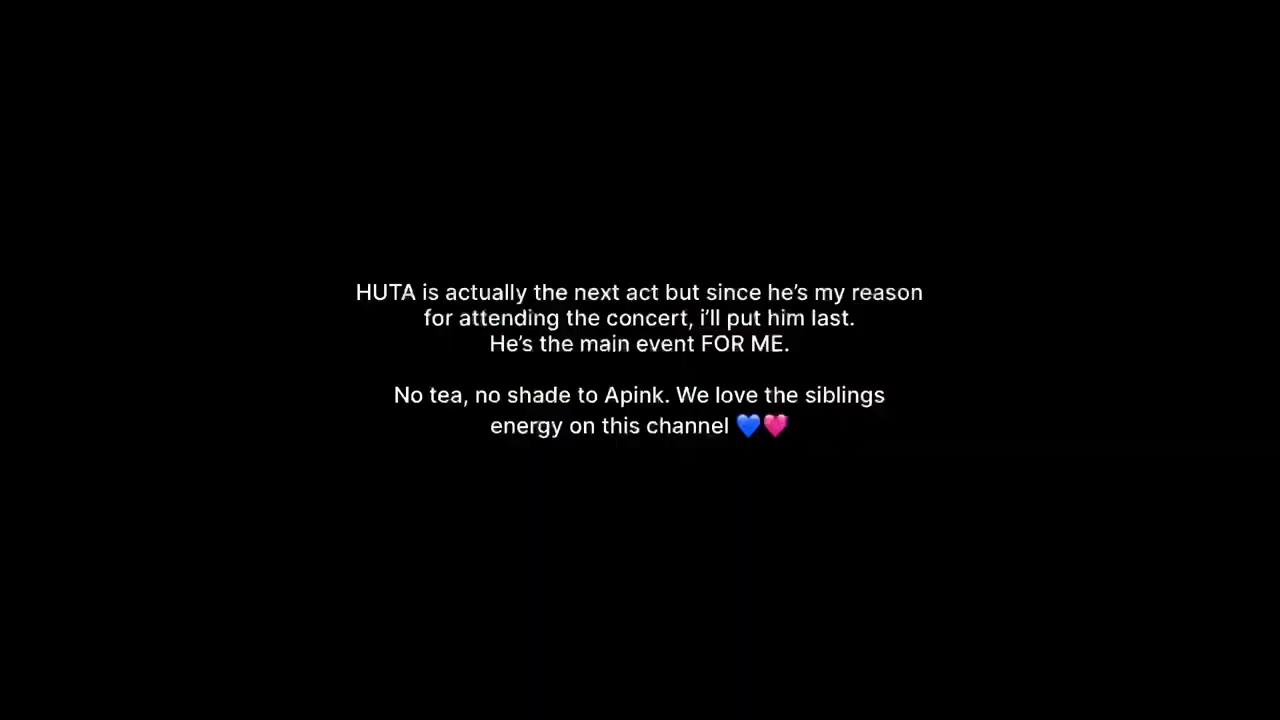 HUTA is actually the next act but since he’s my reason
for attending the concert, i’ll put him last.
He’s the main event FOR ME.
No tea, no shade to Apink. We love the siblings
energy on this channel 💙💓